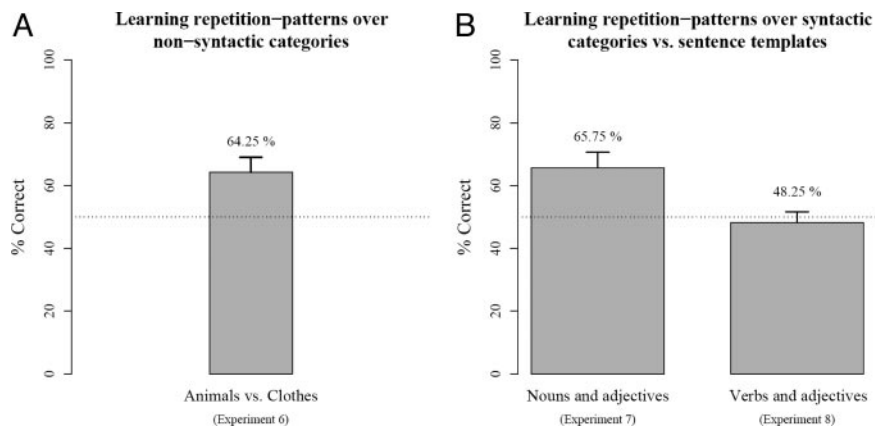 A
Learning repetition−patterns over
non−syntactic categories
% Correct
100
80
60
40
20
0
64.25 %
Animals vs. Clothes
(Experiment 6)
B
Learning repetition−patterns over syntactic
categories vs. sentence templates
% Correct
100
80
60
40
20
0
65.75 %
48.25 %
Nouns and adjectives
Verbs and adjectives
(Experiment 7)
(Experiment 8)